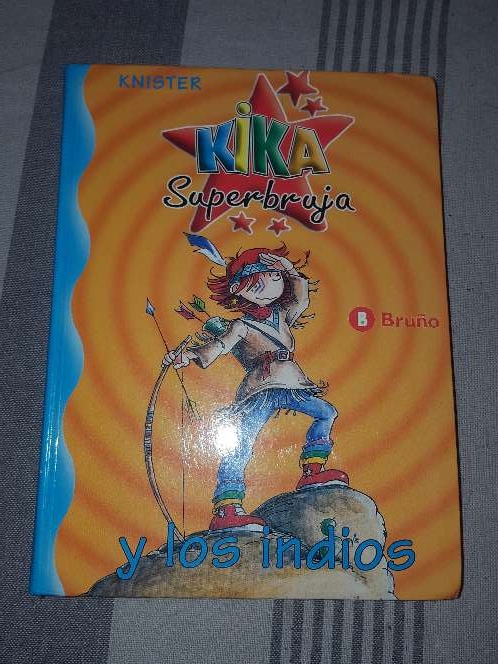 KNISTER
KIKA
Superbruja
B Bruño
y los indios